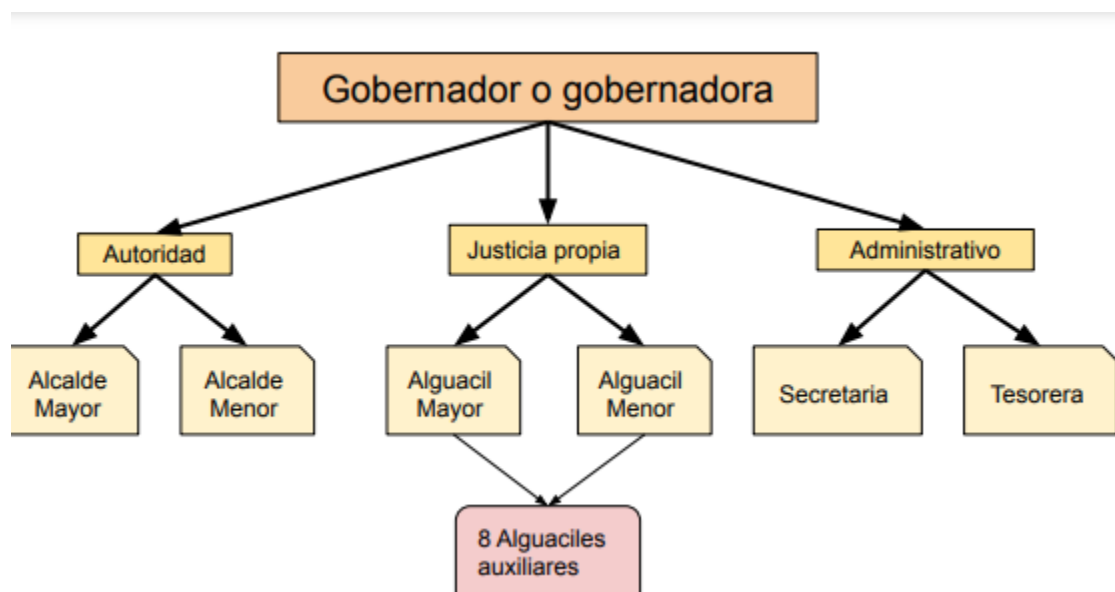 Gobernador o gobernadora
Autoridad
Justicia propia
Administrativo
Alcalde
Mayor
Alcalde
Menor
Alguacil
Mayor
Alguacil
Menor
Secretaria
Tesorera
8 Alguaciles
auxiliares